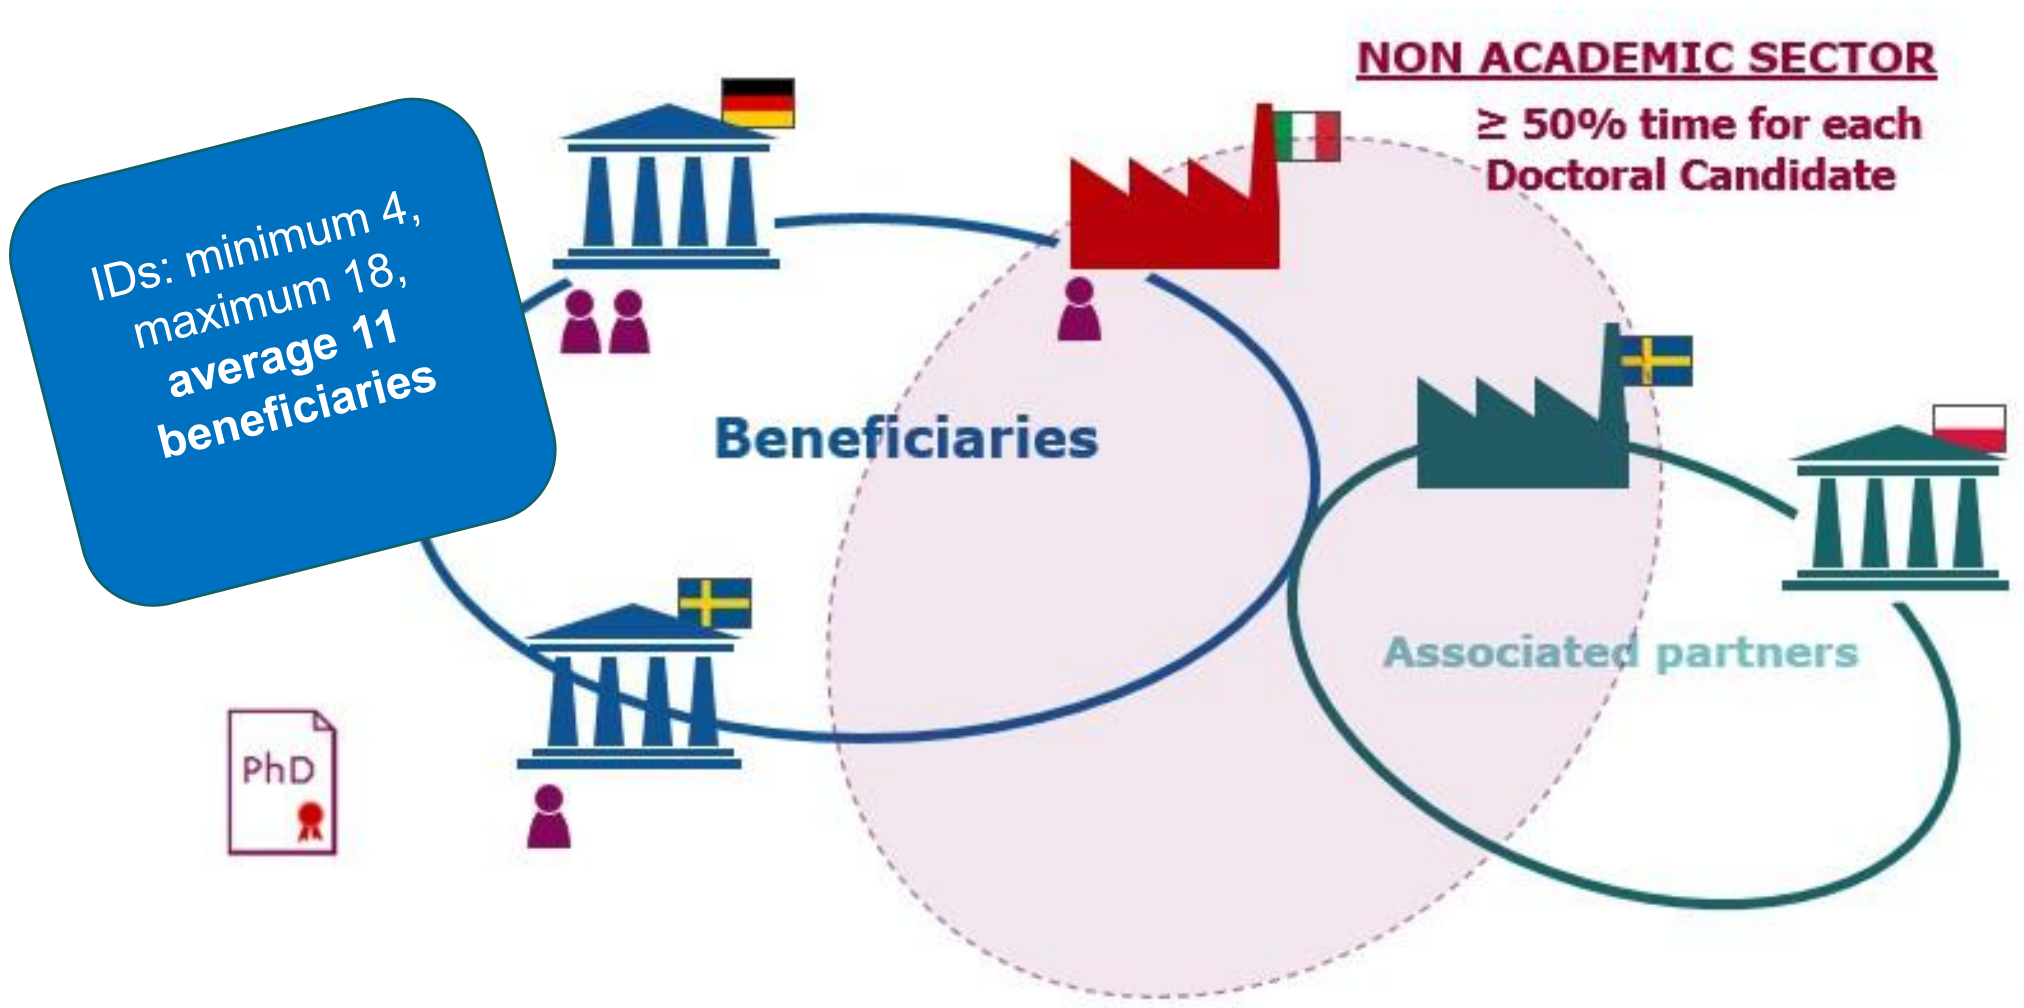 NON ACADEMIC SECTOR
≥ 50% time for each
Doctoral Candidate
IDs: minimum 4,
maximum 18,
average 11
beneficiaries
Beneficiaries
Associated partners
PhD